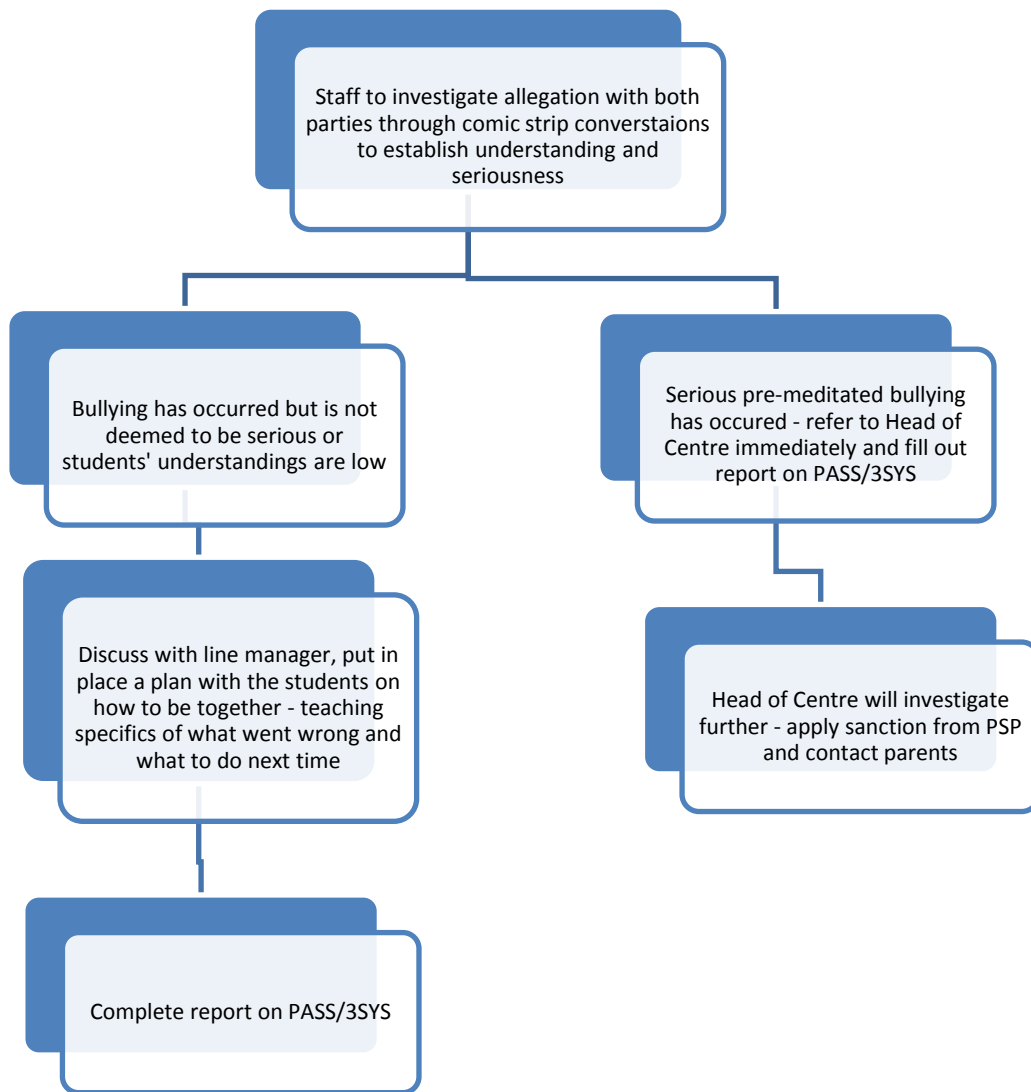 Staff to investigate allegation with both
parties through comic strip converstaions
to establish understanding and
seriousness
Bullying has occurred but is not
deemed to be serious or
students' understandings are low
Serious pre-meditated bullying
has occured - refer to Head of
Centre immediately and fill out
report on PASS/3SYS
Discuss with line manager, put in
place a plan with the students on
how to be together - teaching
specifics of what went wrong and
what to do next time
Head of Centre will investigate
further - apply sanction from PSP
and contact parents
Complete report on PASS/3SYS